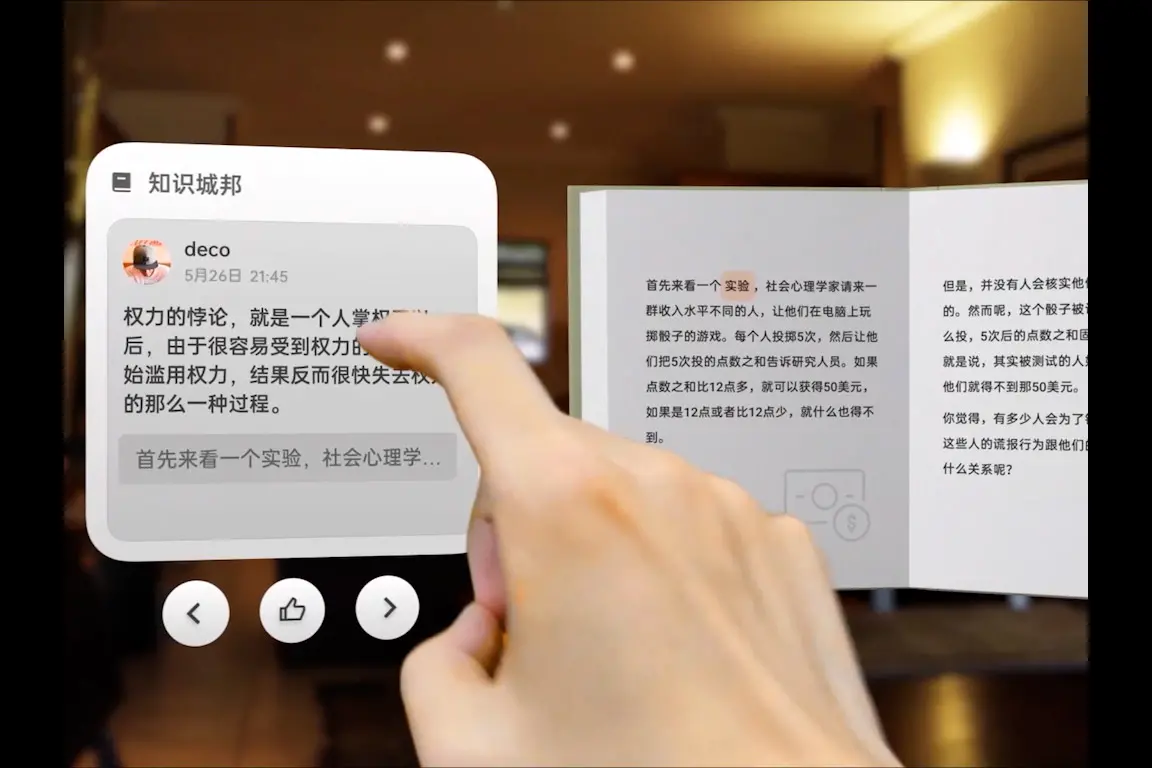 知识城邦
deco
5月26日 21:45
权力的悖论，就是一个人掌权
后，由于很容易受到权力的
始滥用权力，结果反而很快失去权
的那么一种过程。
首先来看一个实验，社会心理学...
首先来看一个实验，社会心理学家请来一
群收入水平不同的人，让他们在电脑上玩
掷骰子的游戏。每个人投掷5次，然后让他
们把5次投的点数之和告诉研究人员。如果
点数之和比12点多，就可以获得50美元，
如果是12点或者比12点少，就什么也得不
到。
但是，并没有人会核实他
的。然而呢，这个骰子被
么投，5次后的点数之和
就是说，其实被测试的人
他们就得不到那50美元。
你觉得，有多少人会为了
这些人的谎报行为跟他们
什么关系呢？